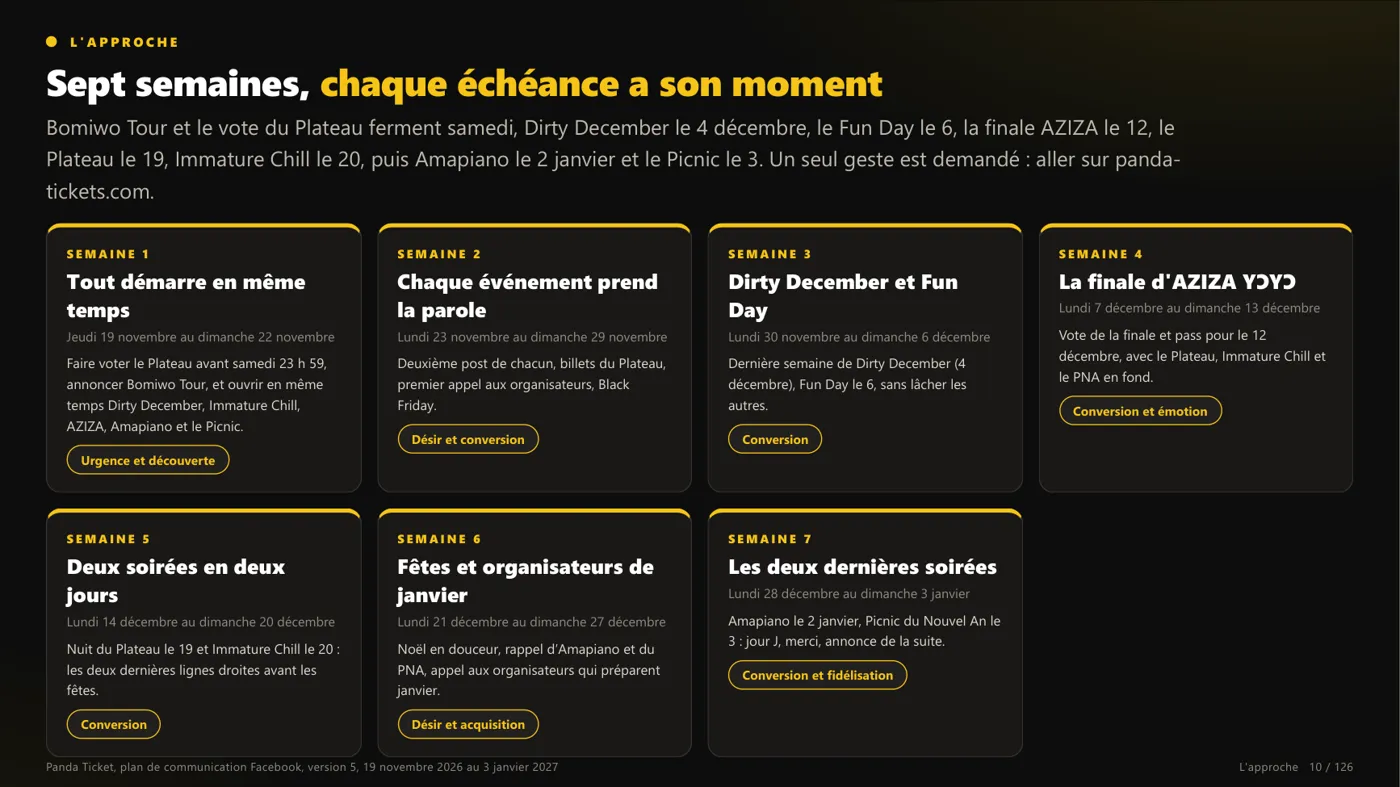 L'APPROCHE
Sept semaines, chaque échéance a son moment
Bomiwo Tour et le vote du Plateau ferment samedi, Dirty December le 4 décembre, le Fun Day le 6, la finale AZIZA le 12, le
Plateau le 19, Immature Chill le 20, puis Amapiano le 2 janvier et le Picnic le 3. Un seul geste est demandé : aller sur panda-
tickets.com.
SEMAINE 1
Tout démarre en même
temps
Jeudi 19 novembre au dimanche 22 novembre
Faire voter le Plateau avant samedi 23 h 59,
annoncer Bomiwo Tour, et ouvrir en même
temps Dirty December, Immature Chill,
AZIZA, Amapiano et le Picnic.
Urgence et découverte
SEMAINE 2
Chaque événement prend
la parole
Lundi 23 novembre au dimanche 29 novembre
Deuxième post de chacun, billets du Plateau,
premier appel aux organisateurs, Black
Friday.
Désir et conversion
SEMAINE 3
Dirty December et Fun
Day
Lundi 30 novembre au dimanche 6 décembre
Dernière semaine de Dirty December (4
décembre), Fun Day le 6, sans lâcher les
autres.
Conversion
SEMAINE 4
La finale d'AZIZA YƆYƆ
Lundi 7 décembre au dimanche 13 décembre
Vote de la finale et pass pour le 12
décembre, avec le Plateau, Immature Chill et
le PNA en fond.
Conversion et émotion
SEMAINE 5
Deux soirées en deux
jours
Lundi 14 décembre au dimanche 20 décembre
Nuit du Plateau le 19 et Immature Chill le 20 :
les deux dernières lignes droites avant les
fêtes.
Conversion
SEMAINE 6
Fêtes et organisateurs de
janvier
Lundi 21 décembre au dimanche 27 décembre
Noël en douceur, rappel d’Amapiano et du
PNA, appel aux organisateurs qui préparent
janvier.
Désir et acquisition
SEMAINE 7
Les deux dernières soirées
Lundi 28 décembre au dimanche 3 janvier
Amapiano le 2 janvier, Picnic du Nouvel An le
3 : jour J, merci, annonce de la suite.
Conversion et fidélisation
Panda Ticket, plan de communication Facebook, version 5, 19 novembre 2026 au 3 janvier 2027
L'approche 10 / 126